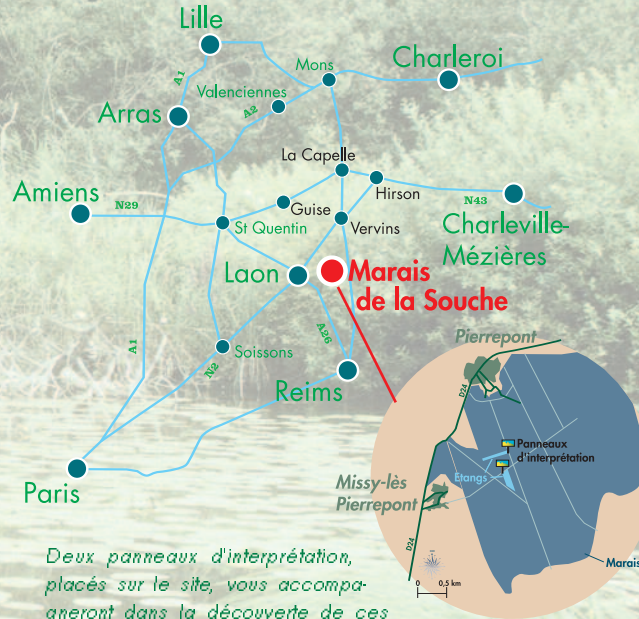 Lille
Mons
Charleroi
A1
Valenciennes
A2
Arras
La Capelle
Hirson
Amiens
N29
Guise
N43
St Quentin
Vervins
Charleville-
Mézières
Laon
Marais
de la Souche
A26
A1
Soissons
N2
Reims
Paris
Pierrepont
D24
Panneaux
d'interprétation
Etangs
Missy-lès
Pierrepont
D24
Marais
0
0,5 km
Deux panneaux d'interprétation,
placés sur le site, vous accompa-
gneront dans la découverte de ces